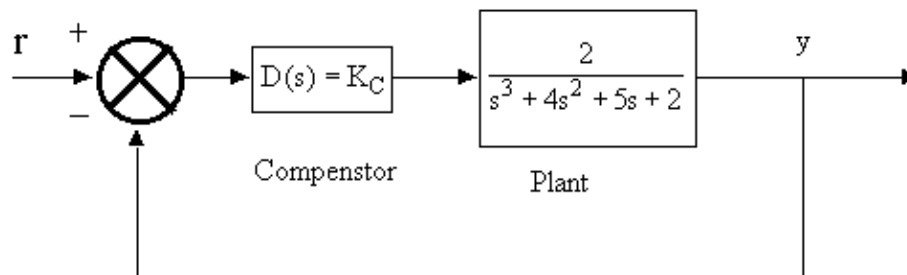 r
+
−
D(s) = K_C
2
s^3 + 4s^2 + 5s + 2
y
Compenstor
Plant